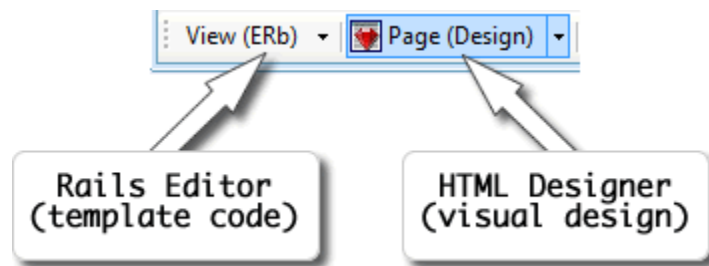 View (ERb) Page (Design)
Rails Editor
(template code)
HTML Designer
(visual design)